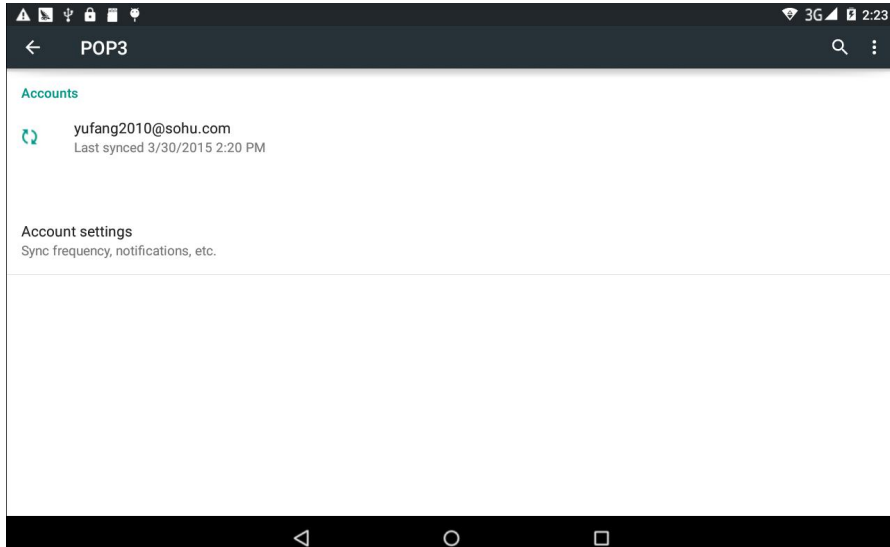 3G 2:23
POP3
Accounts
yufang2010@sohu.com
Last synced 3/30/2015 2:20 PM
Account settings
Sync frequency, notifications, etc.